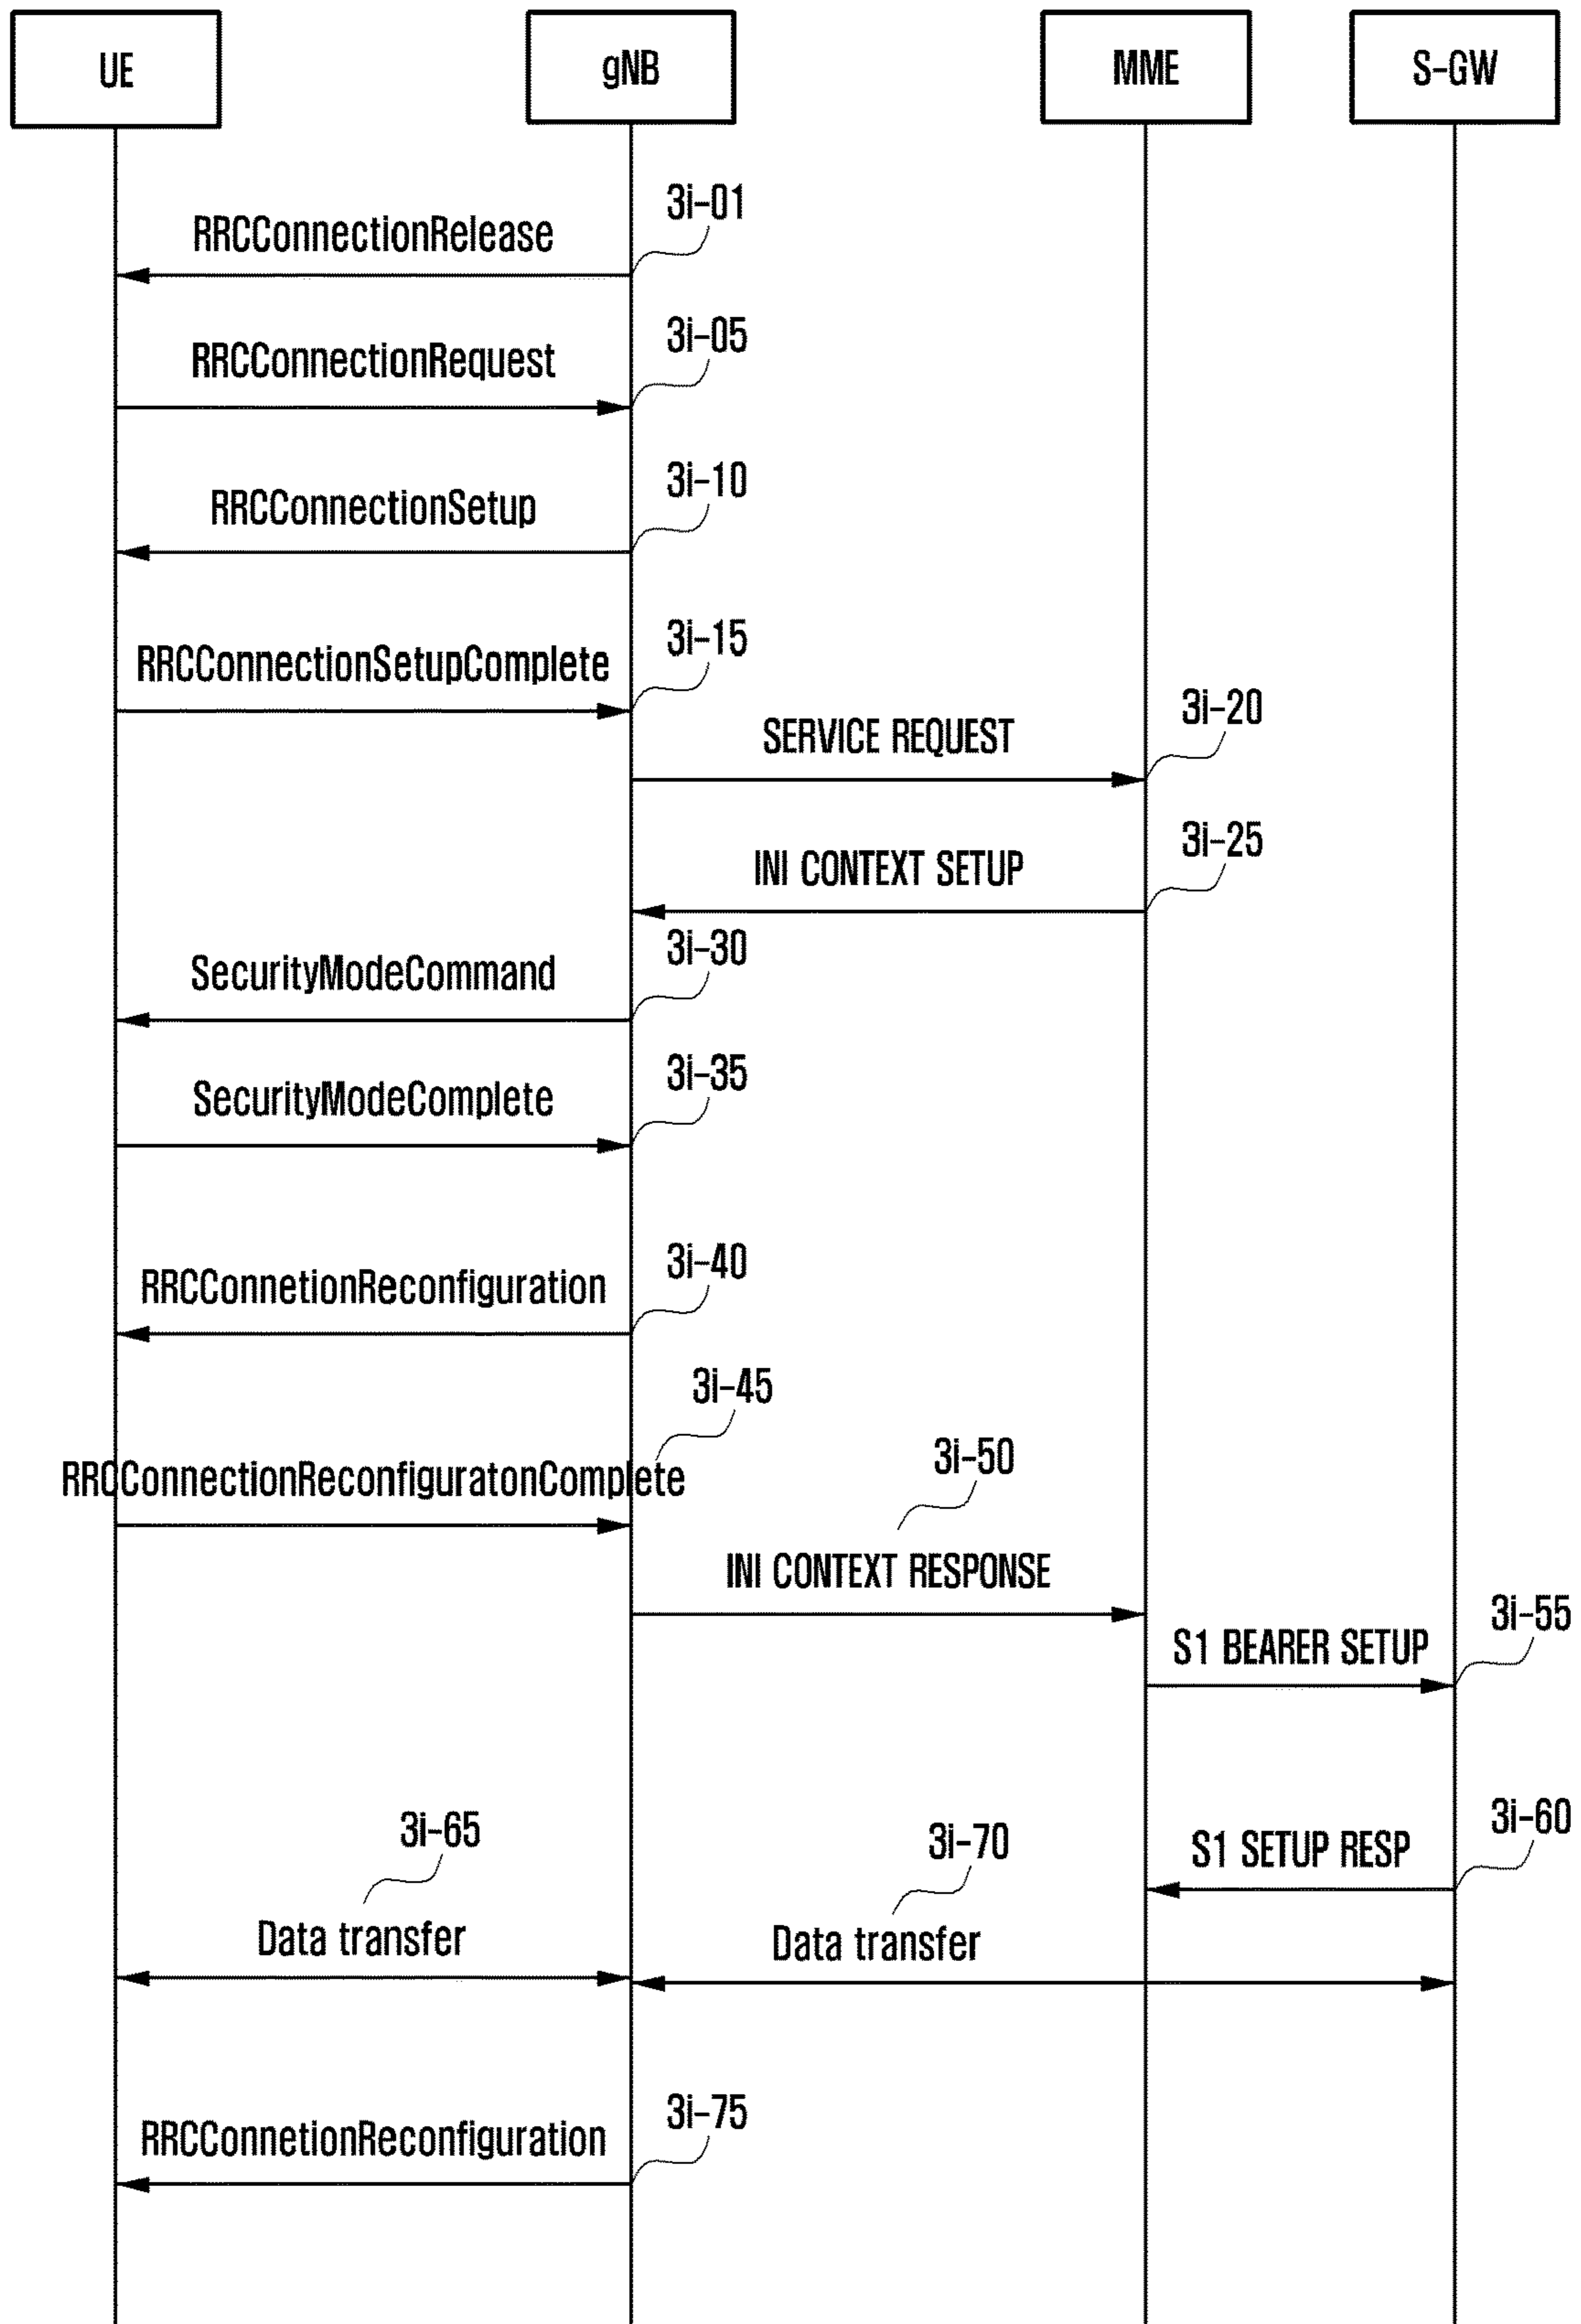 UE
gNB
MME
S-GW
3i-01
RRCConnectionRelease
3i-05
RRCConnectionRequest
3i-10
RRCConnectionSetup
3i-15
RRCConnectionSetupComplete
3i-20
SERVICE REQUEST
3i-25
INI CONTEXT SETUP
3i-30
SecurityModeCommand
3i-35
SecurityModeComplete
3i-40
RRCConnetionReconfiguration
3i-45
RRCConnectionReconfiguratonComplete
3i-50
INI CONTEXT RESPONSE
3i-55
S1 BEARER SETUP
3i-60
S1 SETUP RESP
3i-65
Data transfer
3i-70
Data transfer
3i-75
RRCConnetionReconfiguration